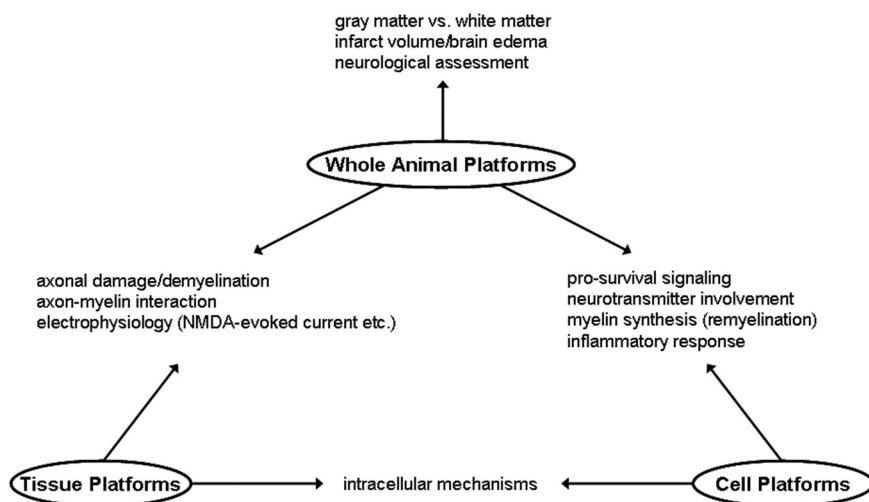 gray matter vs. white matter
infarct volume/brain edema
neurological assessment
Whole Animal Platforms
axonal damage/demyelination
axon-myelin interaction
electrophysiology (NMDA-evoked current etc.)
pro-survival signaling
neurotransmitter involvement
myelin synthesis (remyelination)
inflammatory response
Tissue Platforms
intracellular mechanisms
Cell Platforms